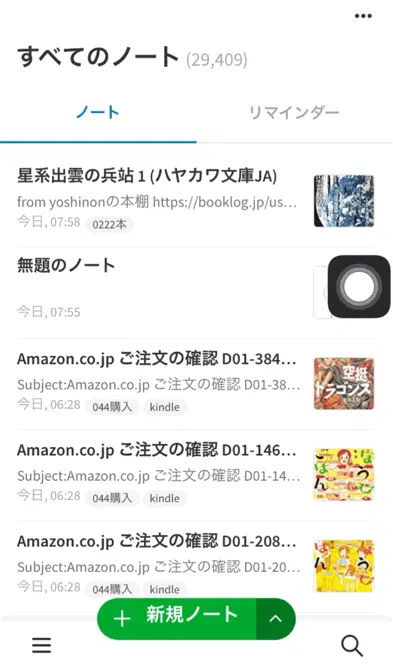 すべてのノート (29,409)
ノート リマインダー
星系出雲の兵站 1 (ハヤカワ文庫JA)
from yoshinonの本棚 https://booklog.jp/us…
今日, 07:58 0222本
無題のノート
今日, 07:55
Amazon.co.jp ご注文の確認 D01-384…
Subject:Amazon.co.jp ご注文の確認 D01-38…
今日, 06:28 044購入 kindle
空挺
ドラゴンズ
Amazon.co.jp ご注文の確認 D01-146…
Subject:Amazon.co.jp ご注文の確認 D01-14…
今日, 06:28 044購入 kindle
Amazon.co.jp ご注文の確認 D01-208…
Subject:Amazon.co.jp ご注文の確認 D01-20…
今日, 06:28 044購入 kindle
新規ノート